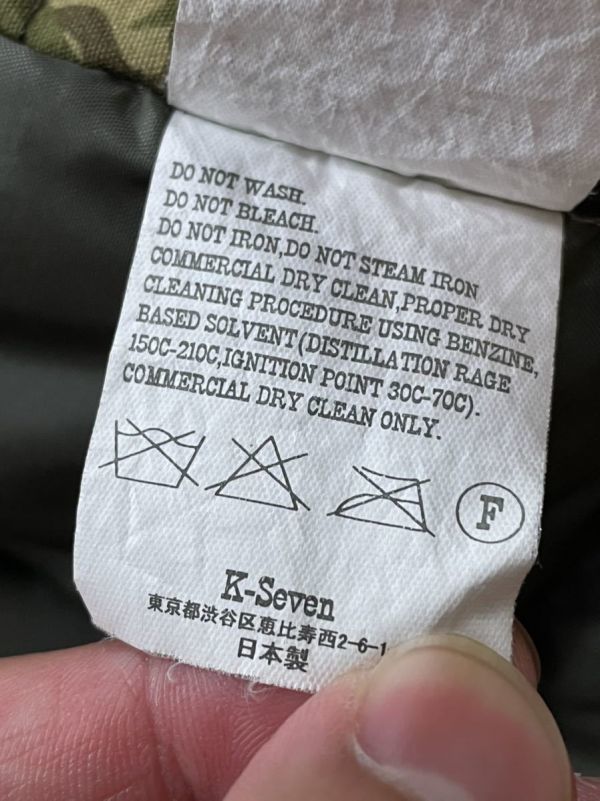 DO NOT WASH.
DO NOT BLEACH.
DO NOT IRON,DO NOT STEAM IRON
COMMERCIAL DRY CLEAN,PROPER DRY
CLEANING PROCEDURE USING BENZINE,
BASED SOLVENT(DISTILLATION RAGE
150C-210C,IGNITION POINT 30C-70C).
COMMERCIAL DRY CLEAN ONLY.
F
K-Seven
東京都渋谷区恵比寿西2-6-1
日本製